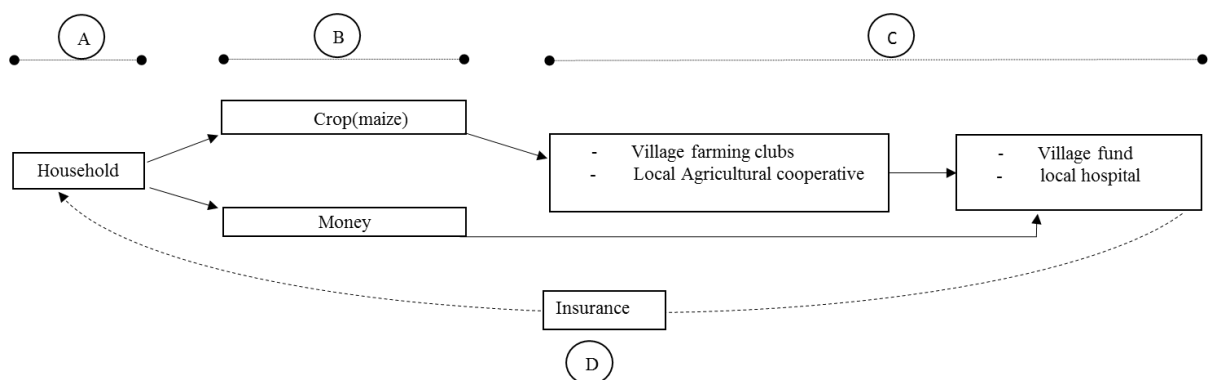 A
B
C
Crop(maize)
Household
Money
- Village farming clubs
- Local Agricultural cooperative
- Village fund
- local hospital
Insurance
D